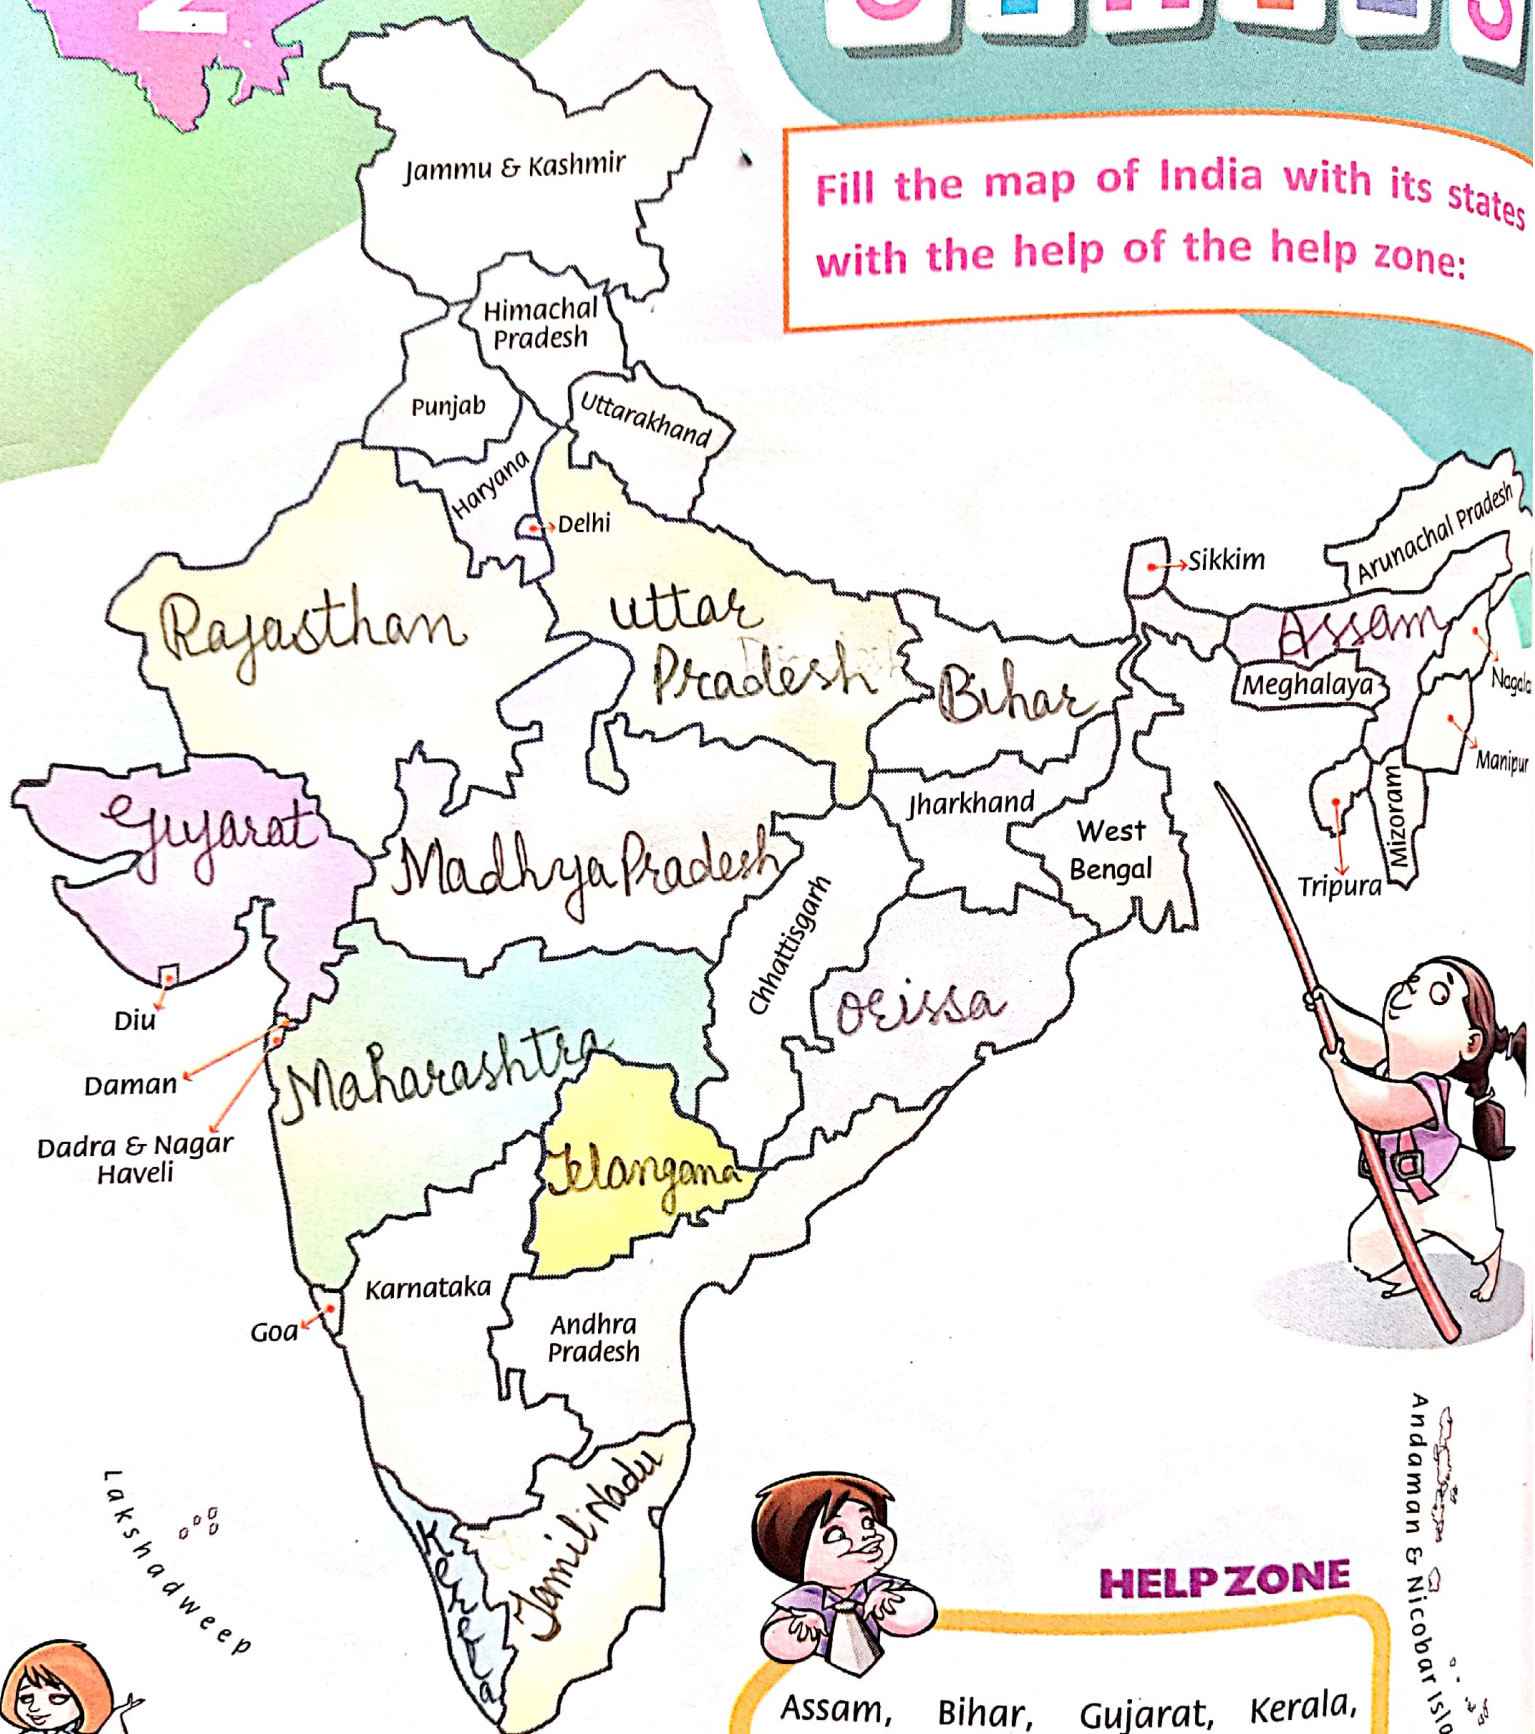 2
Fill the map of India with its states
with the help of the help zone:
Jammu & Kashmir
Himachal
Pradesh
Punjab
Uttarakhand
Haryana
Delhi
Rajasthan
Uttar
Pradesh
Bihar
Sikkim
Arunachal Pradesh
Assam
Meghalaya
Manipur
Mizoram
Tripura
Gujarat
Madhya Pradesh
Jharkhand
West
Bengal
Chhattisgarh
Orissa
Diu
Daman
Dadra & Nagar
Haveli
Maharashtra
Telangana
Karnataka
Goa
Andhra
Pradesh
Tamil Nadu
Kerela
Lakshadweep
Andaman & Nicobar
HELP ZONE
Assam, Bihar, Gujarat, Kerala,